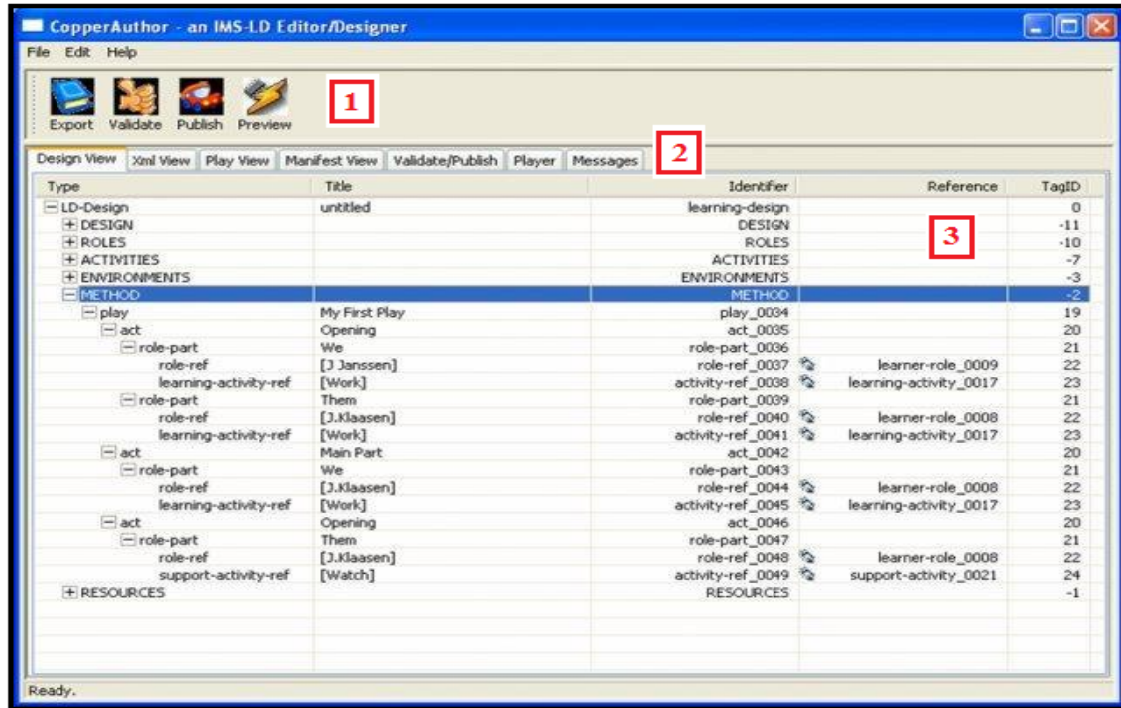 CopperAuthor - an IMS-LD Editor/Designer
File Edit Help
Export Validate Publish Preview
1
Design View Xml View Play View Manifest View Validate/Publish Player Messages
2
Type Title Identifier Reference TagID
LD-Design untitled learning-design 0
DESIGN DESIGN -11
3
ROLES ROLES -10
ACTIVITIES ACTIVITIES -7
ENVIRONMENTS ENVIRONMENTS -3
METHOD METHOD -2
play My First Play play_0034 19
act Opening act_0035 20
role-part We role-part_0036 21
role-ref [J Janssen] role-ref_0037 learner-role_0009 22
learning-activity-ref [Work] activity-ref_0038 learning-activity_0017 23
role-part Them role-part_0039 21
role-ref [J.Klaasen] role-ref_0040 learner-role_0008 22
learning-activity-ref [Work] activity-ref_0041 learning-activity_0017 23
act Main Part act_0042 20
role-part We role-part_0043 21
role-ref [J.Klaasen] role-ref_0044 learner-role_0008 22
learning-activity-ref [Work] activity-ref_0045 learning-activity_0017 23
act Opening act_0046 20
role-part Them role-part_0047 21
role-ref [J.Klaasen] role-ref_0048 learner-role_0008 22
support-activity-ref [Watch] activity-ref_0049 support-activity_0021 24
RESOURCES RESOURCES -1
Ready.